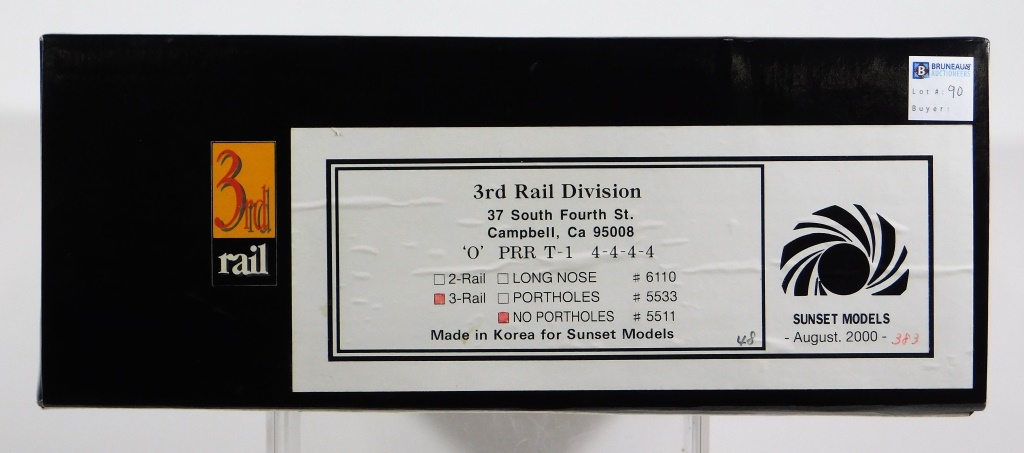 BRUNEAU &
AUCTIONEERS
Lot #: 90
Buyer:
3rd
rail
3rd Rail Division
37 South Fourth St.
Campbell, Ca 95008
'O' PRR T-1 4-4-4-4
□ 2-Rail □ LONG NOSE # 6110
■ 3-Rail □ PORTHOLES # 5533
■ NO PORTHOLES # 5511
Made in Korea for Sunset Models
48
SUNSET MODELS
- August. 2000 - 383